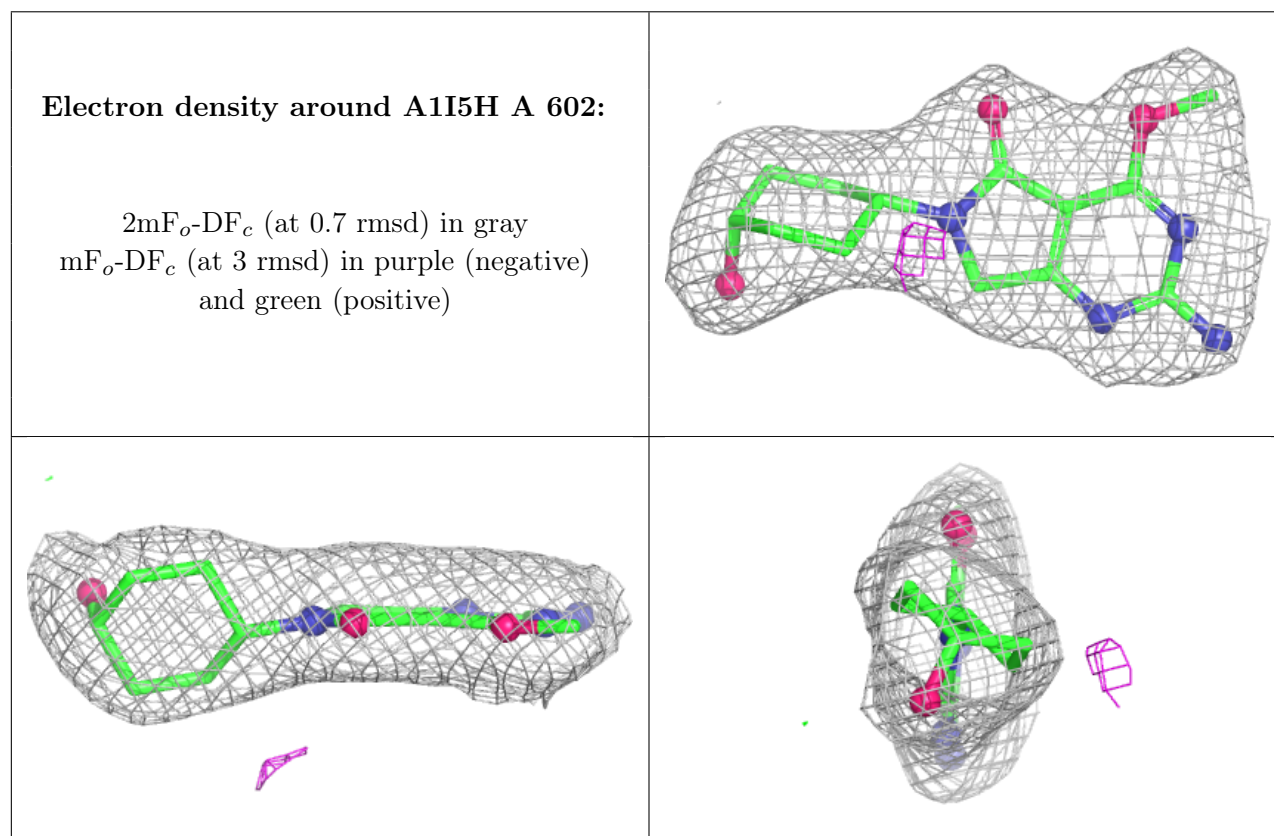 Electron density around A1I5H A 602:
2mFo-DFc (at 0.7 rmsd) in gray
mFo-DFc (at 3 rmsd) in purple (negative)
and green (positive)